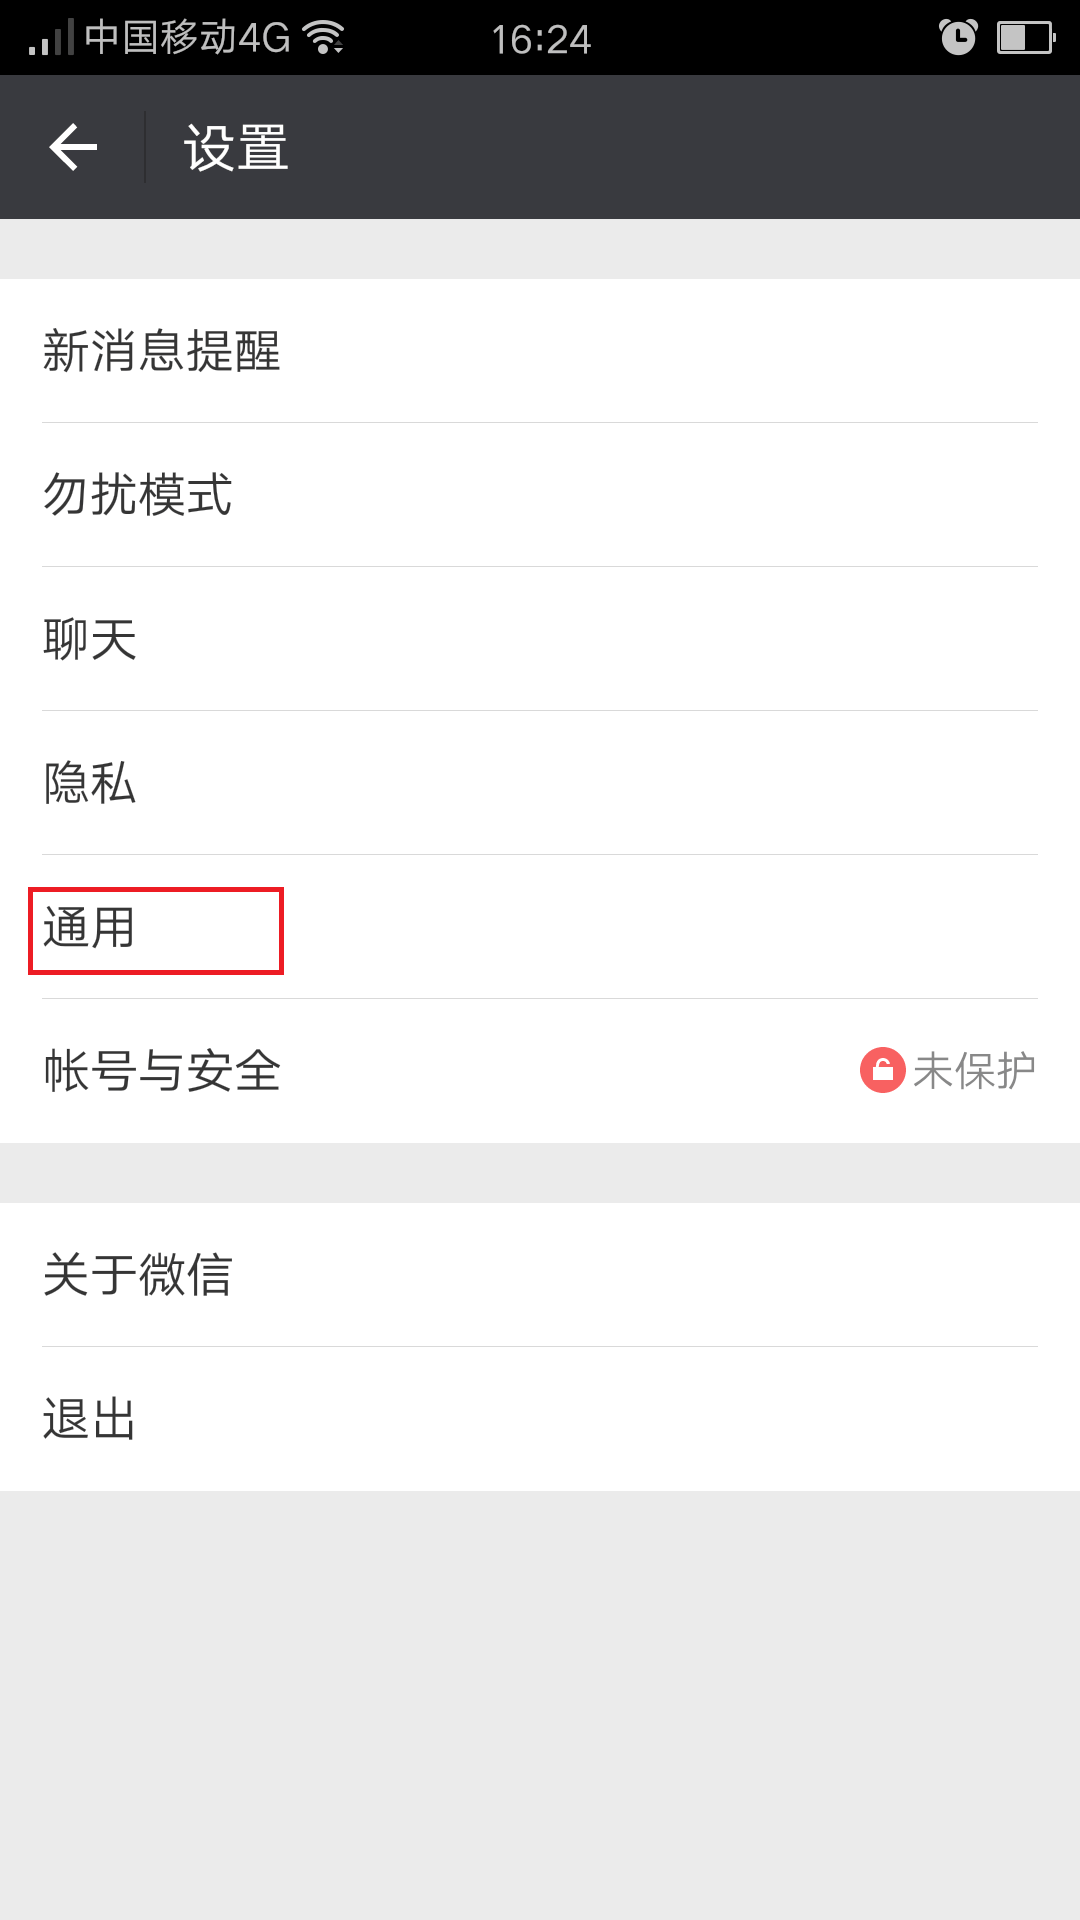 中国移动4G 16:24
设置
新消息提醒
勿扰模式
聊天
隐私
通用
帐号与安全 未保护
关于微信
退出